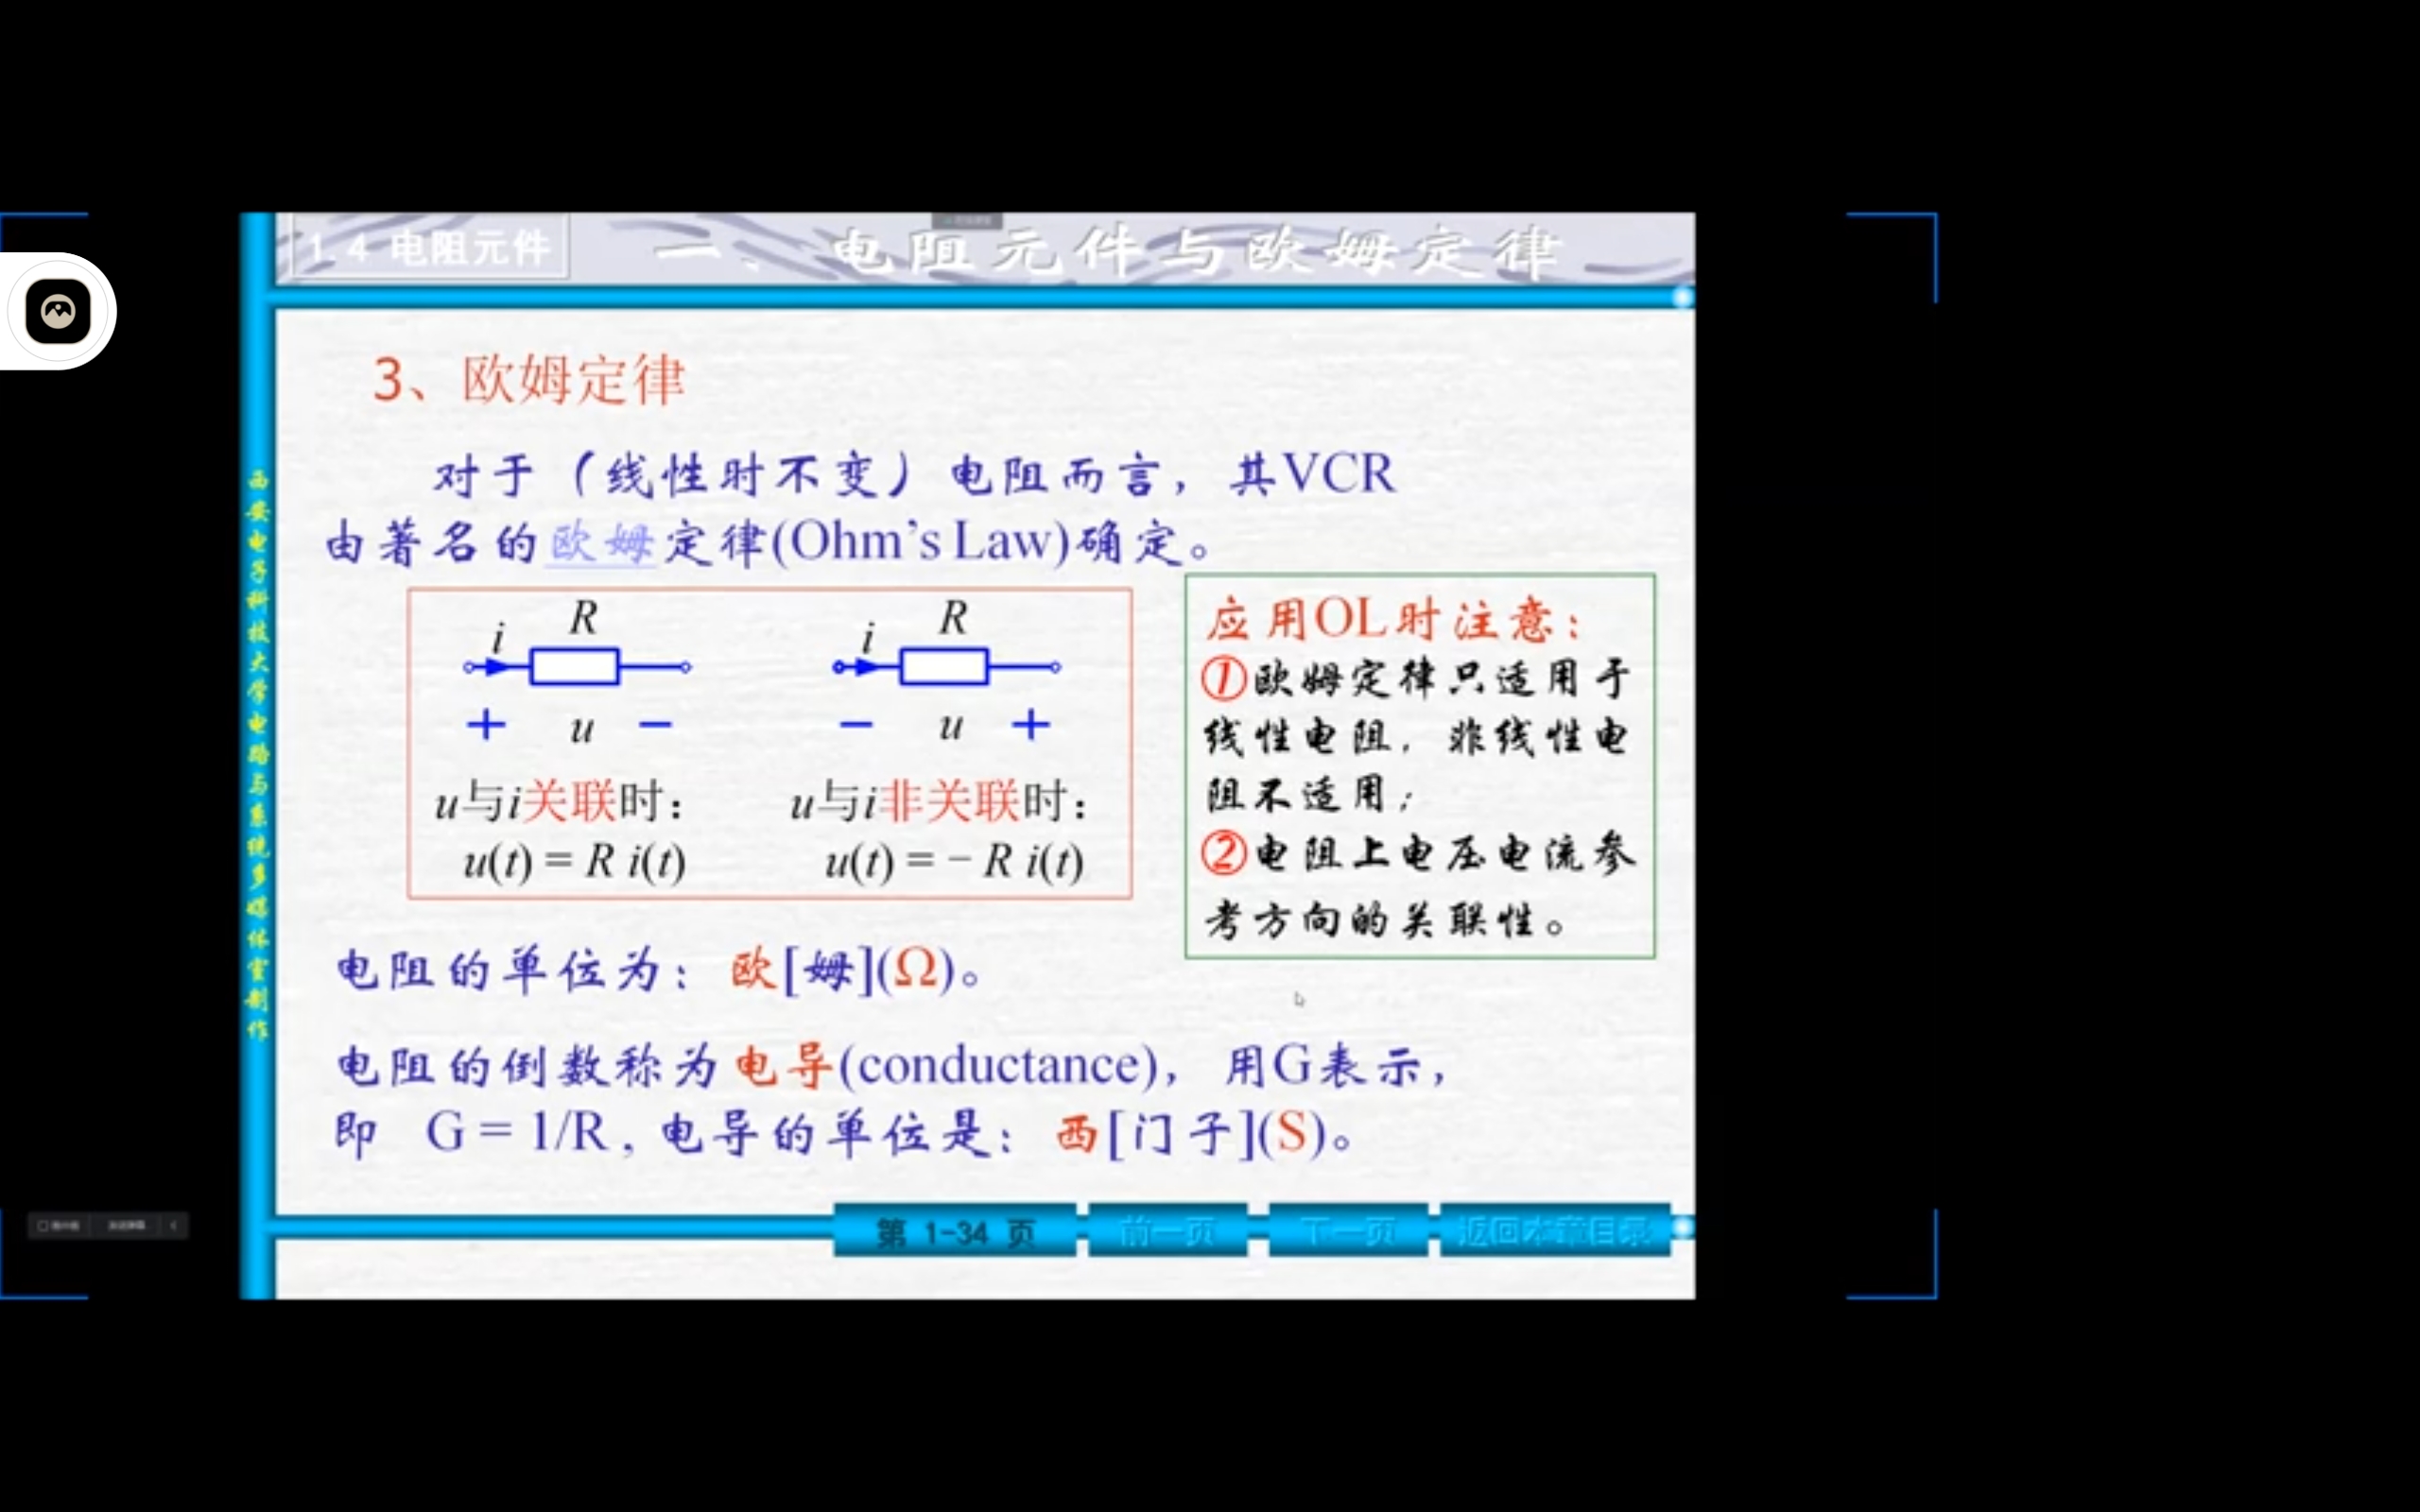 1.4 电阻元件
一、电阻元件与欧姆定律
西安电子科技大学电路与系统多媒体室制作
3、欧姆定律
对于（线性时不变）电阻而言，其VCR
由著名的欧姆定律(Ohm's Law)确定。
R
i
+ u −
u与i关联时：
u(t) = R i(t)
R
i
− u +
u与i非关联时：
u(t) = − R i(t)
应用OL时注意：
①欧姆定律只适用于
线性电阻，非线性电
阻不适用；
②电阻上电压电流参
考方向的关联性。
电阻的单位为：欧[姆](Ω)。
电阻的倒数称为电导(conductance)，用G表示，
即 G = 1/R , 电导的单位是：西[门子](S)。
第 1-34 页
前一页
下一页
返回本章目录